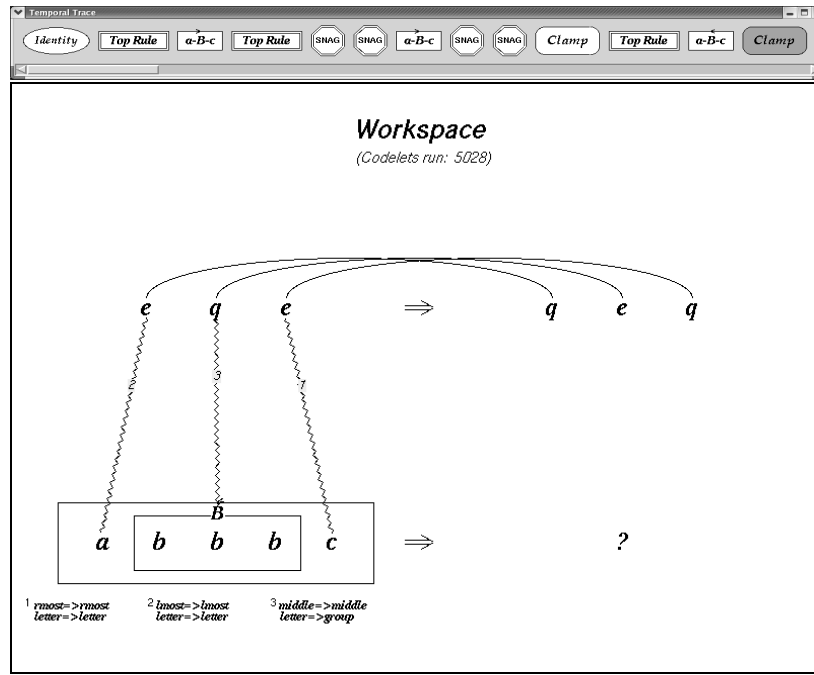 Temporal Trace
Identity Top Rule a-B-c Top Rule SNAG SNAG a-B-c SNAG SNAG Clamp Top Rule a-B-c Clamp
Workspace
(Codelets run: 5028)
e q e ⇒ q e q
2 3 1
B
a b b b c ⇒ ?
1 rmost=>rmost 2 lmost=>lmost 3 middle=>middle
letter=>letter letter=>letter letter=>group